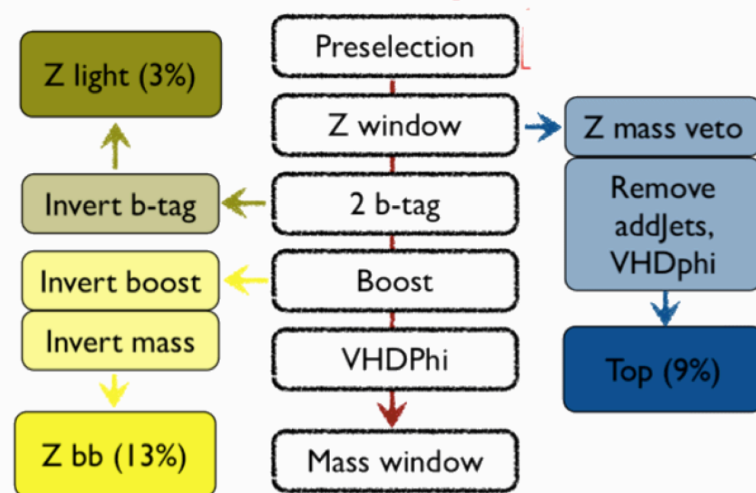 Preselection
Z light (3%)
Z window
Z mass veto
Invert b-tag
2 b-tag
Remove
addJets,
VHDphi
Invert boost
Boost
Invert mass
VHDPhi
Top (9%)
Z bb (13%)
Mass window